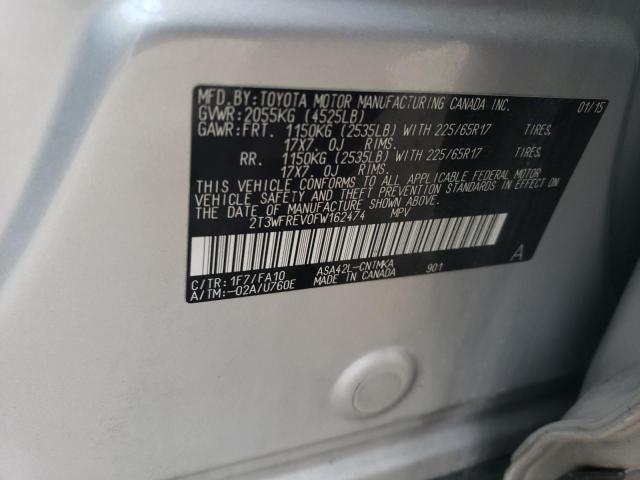 MFD.BY:TOYOTA MOTOR MANUFACTURING CANADA INC. 01/15
GVWR:2055KG (4525LB)
GAWR:FRT. 1150KG (2535LB) WITH 225/65R17 TIRES.
17X7.0J RIMS.
RR. 1150KG (2535LB) WITH 225/65R17 TIRES.
17X7.0J RIMS.
THIS VEHICLE CONFORMS TO ALL APPLICABLE FEDERAL MOTOR
VEHICLE SAFETY AND THEFT PREVENTION STANDARDS IN EFFECT
ON THE DATE OF MANUFACTURE SHOWN ABOVE.
2T3WFREV0FW162474 MPV
A
C/TR:1F7/FA10 ASA42L-CNTMKA 901
A/TM:-02A/U760E MADE IN CANADA